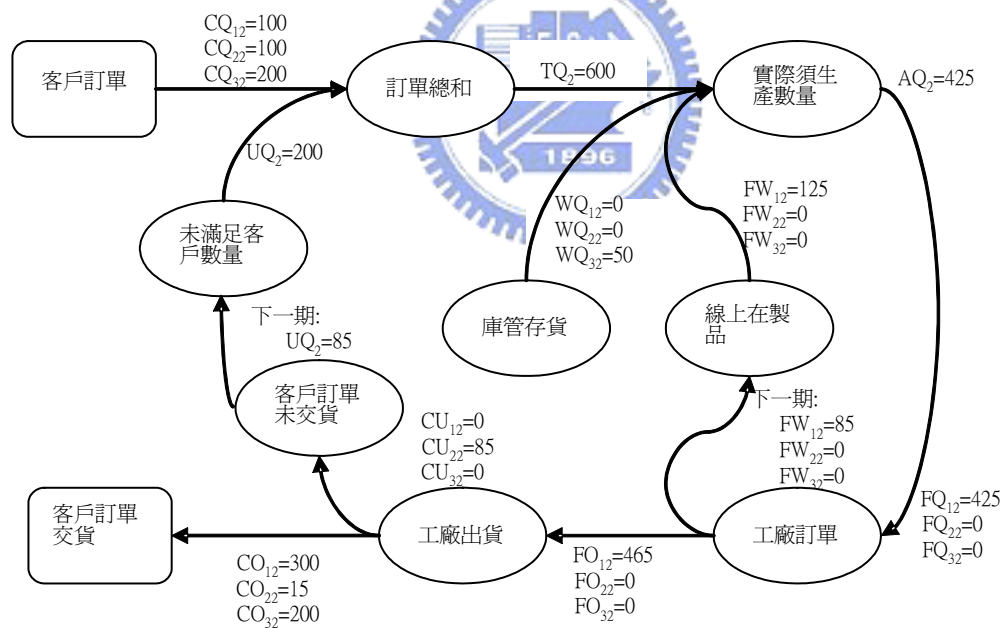 客戶訂單
CQ₁₂=100
CQ₂₂=100
CQ₃₂=200
訂單總和
TQ₂=600
實際須生
產數量
AQ₂=425
UQ₂=200
1896
WQ₁₂=0
WQ₂₂=0
WQ₃₂=50
FW₁₂=125
FW₂₂=0
FW₃₂=0
未滿足客
戶數量
庫管存貨
線上在製
品
下一期:
UQ₂=85
客戶訂單
未交貨
CU₁₂=0
CU₂₂=85
CU₃₂=0
下一期:
FW₁₂=85
FW₂₂=0
FW₃₂=0
客戶訂單
交貨
CO₁₂=300
CO₂₂=15
CO₃₂=200
工廠出貨
FO₁₂=465
FO₂₂=0
FO₃₂=0
工廠訂單
FQ₁₂=425
FQ₂₂=0
FQ₃₂=0